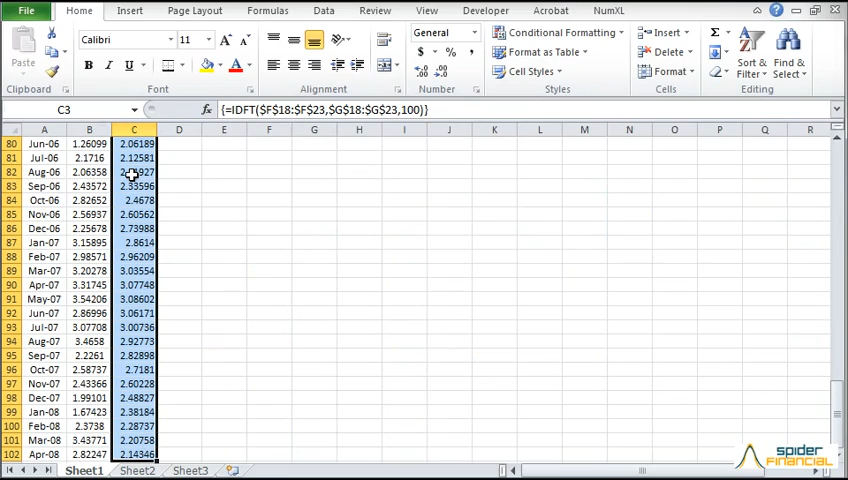 File Home Insert Page Layout Formulas Data Review View Developer Acrobat NumXL
Calibri 11 General Conditional Formatting Insert Σ
Paste B I U $ % , Format as Table Delete Sort & Find &
Cell Styles Format Filter Select
Clipboard Font Alignment Number Styles Cells Editing
C3 fx {=IDFT($F$18:$F$23,$G$18:$G$23,100)}
A B C D E F G H I J K L M N O P Q R
80 Jun-06 1.26099 2.06189
81 Jul-06 2.1716 2.12581
82 Aug-06 2.06358
83 Sep-06 2.43572 2.33596
84 Oct-06 2.82652 2.4678
85 Nov-06 2.56937 2.60562
86 Dec-06 2.25678 2.73988
87 Jan-07 3.15895 2.8614
88 Feb-07 2.98571 2.96209
89 Mar-07 3.20278 3.03554
90 Apr-07 3.31745 3.07748
91 May-07 3.54206 3.08602
92 Jun-07 2.86996 3.06171
93 Jul-07 3.07708 3.00736
94 Aug-07 3.4658 2.92773
95 Sep-07 2.2261 2.82898
96 Oct-07 2.58737 2.7181
97 Nov-07 2.43366 2.60228
98 Dec-07 1.99101 2.48827
99 Jan-08 1.67423 2.38184
100 Feb-08 2.3738 2.28737
101 Mar-08 3.43771 2.20758
102 Apr-08 2.82247 2.14346
Sheet1 Sheet2 Sheet3
spider
FINANCIAL